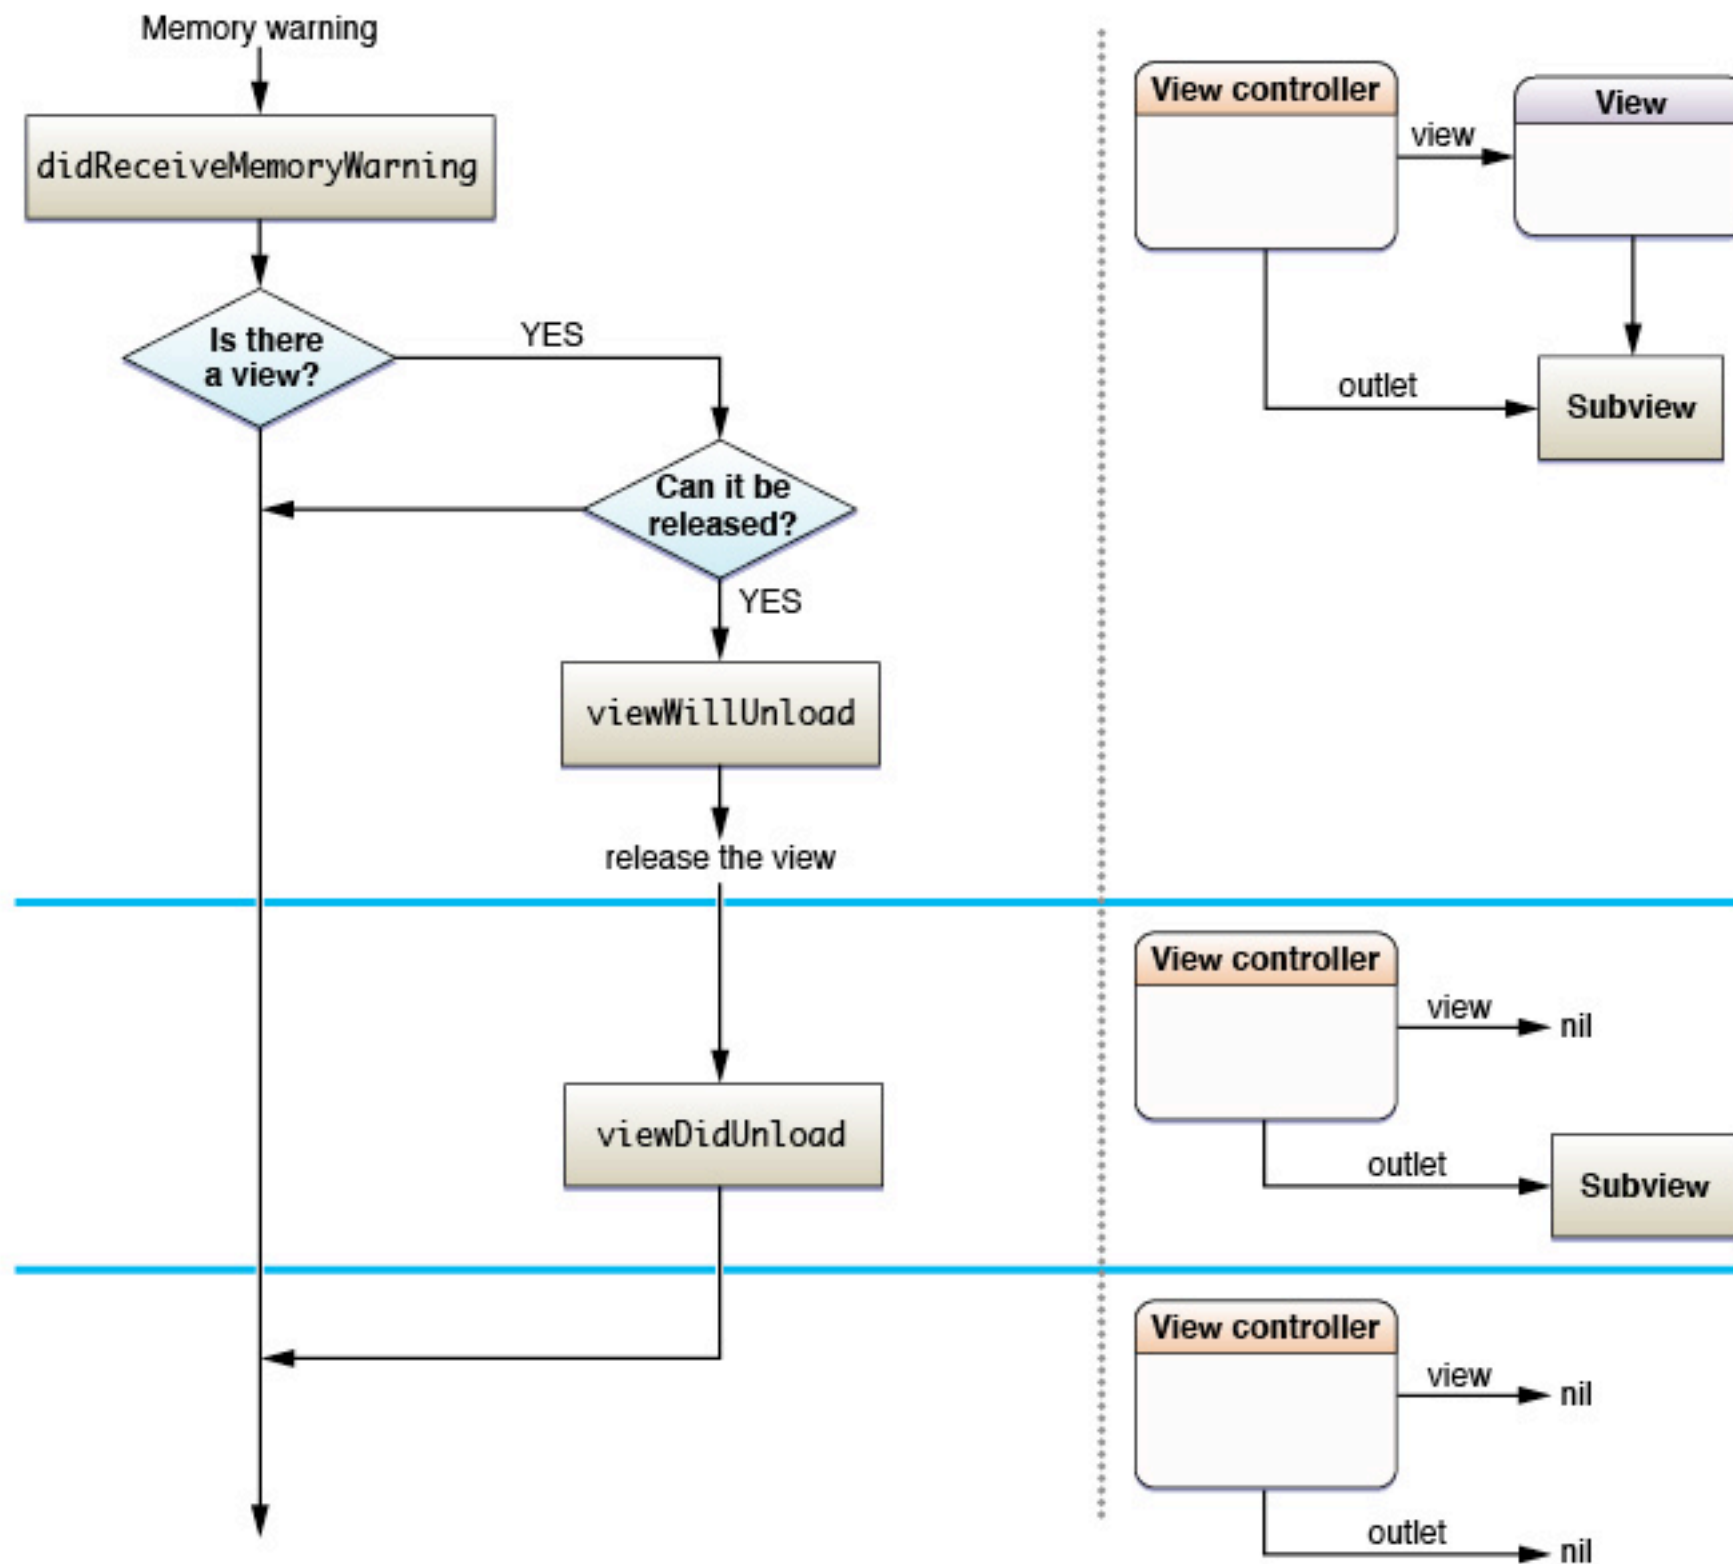 Memory warning
didReceiveMemoryWarning
Is there
a view?
YES
Can it be
released?
YES
viewWillUnload
release the view
viewDidUnload
View controller
view
View
outlet
Subview
View controller
view
nil
outlet
Subview
View controller
view
nil
outlet
nil